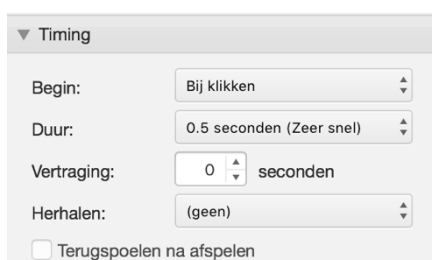 Timing
Begin: Bij klikken
Duur: 0.5 seconden (Zeer snel)
Vertraging: 0 seconden
Herhalen: (geen)
Terugspoelen na afspelen